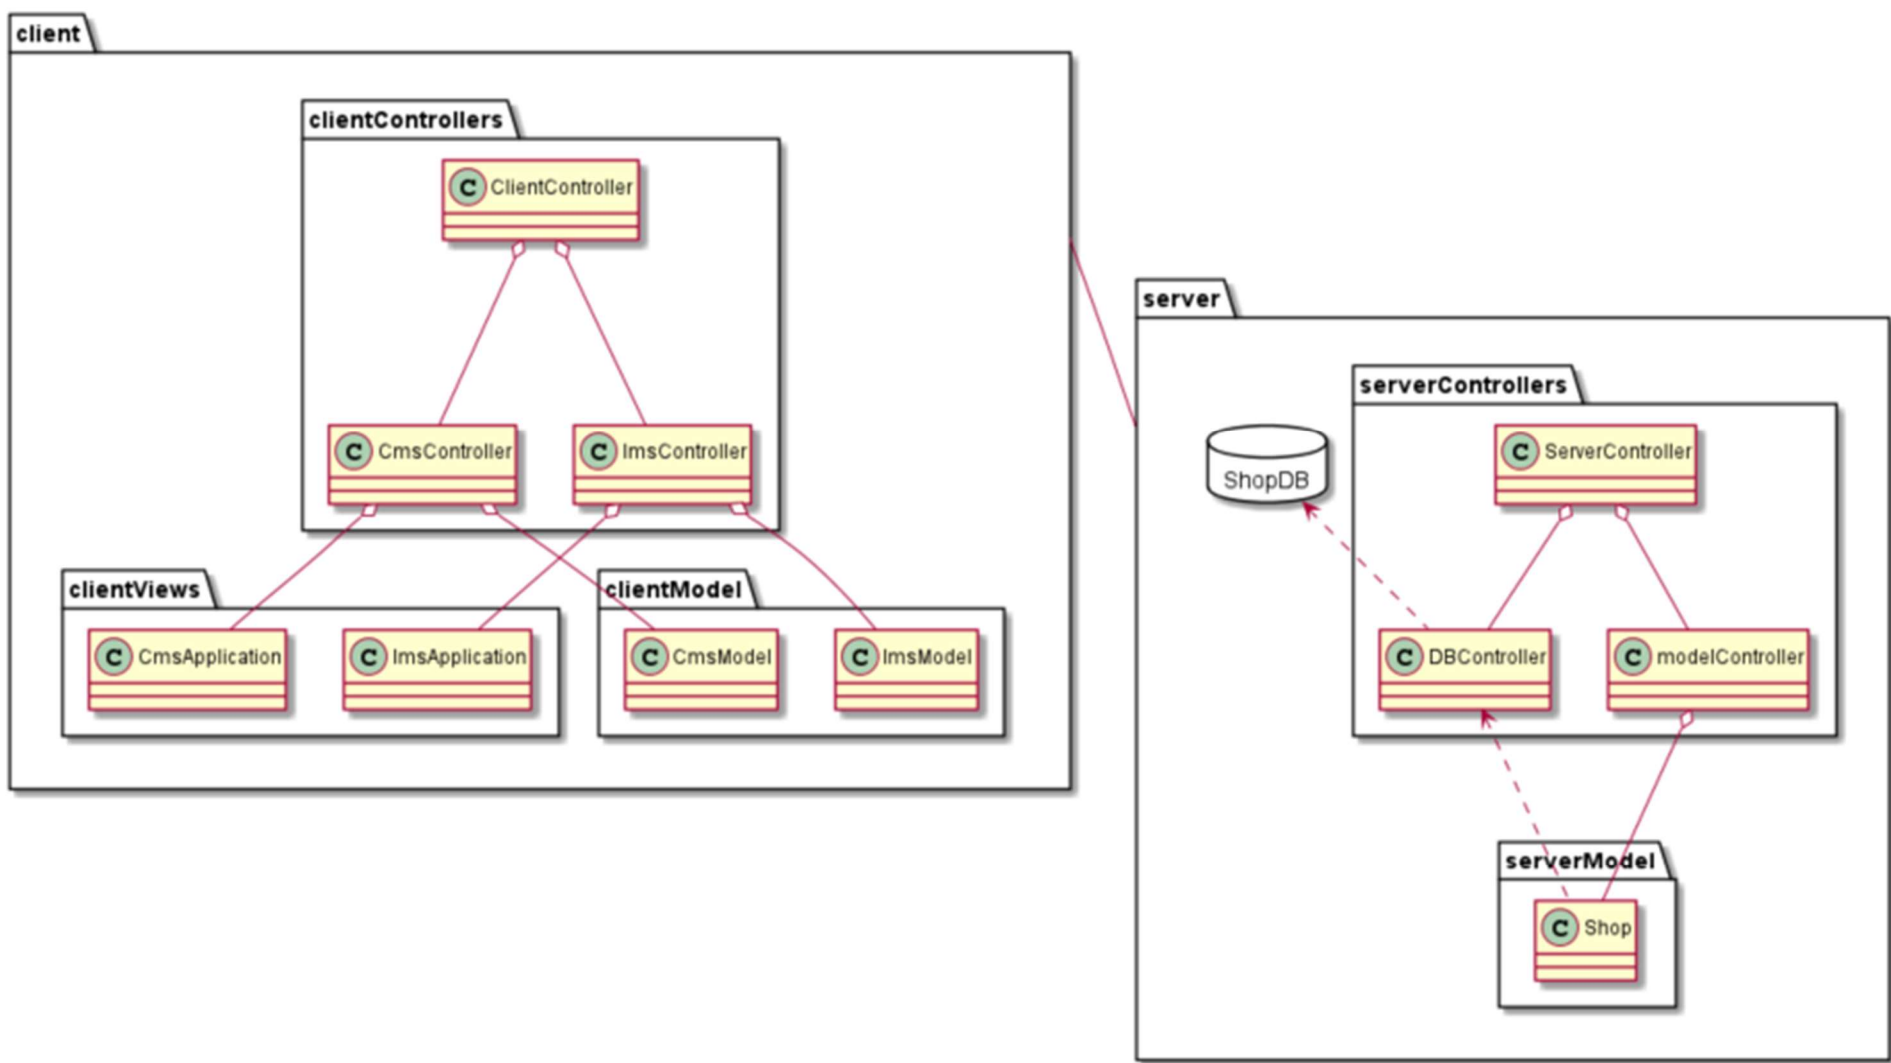 client
clientControllers
C ClientController
C CmsController
C ImsController
clientViews
C CmsApplication
C ImsApplication
clientModel
C CmsModel
C ImsModel
server
ShopDB
serverControllers
C ServerController
C DBController
C modelController
serverModel
C Shop